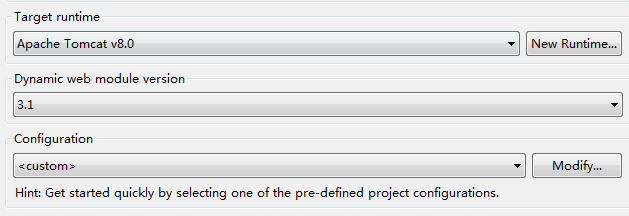 Target runtime
Apache Tomcat v8.0
New Runtime...
Dynamic web module version
3.1
Configuration
<custom>
Modify...
Hint: Get started quickly by selecting one of the pre-defined project configurations.